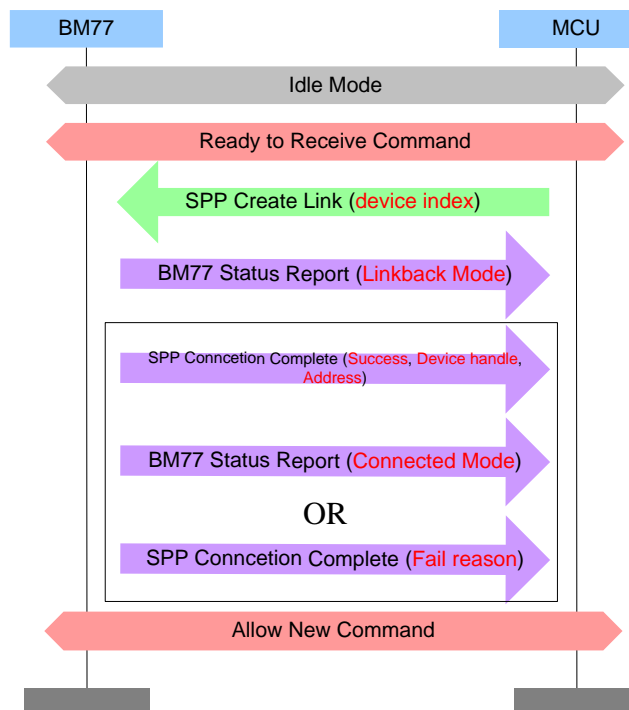 BM77
MCU
Idle Mode
Ready to Receive Command
SPP Create Link (device index)
BM77 Status Report (Linkback Mode)
SPP Conncetion Complete (Success, Device handle,
Address)
BM77 Status Report (Connected Mode)
OR
SPP Conncetion Complete (Fail reason)
Allow New Command